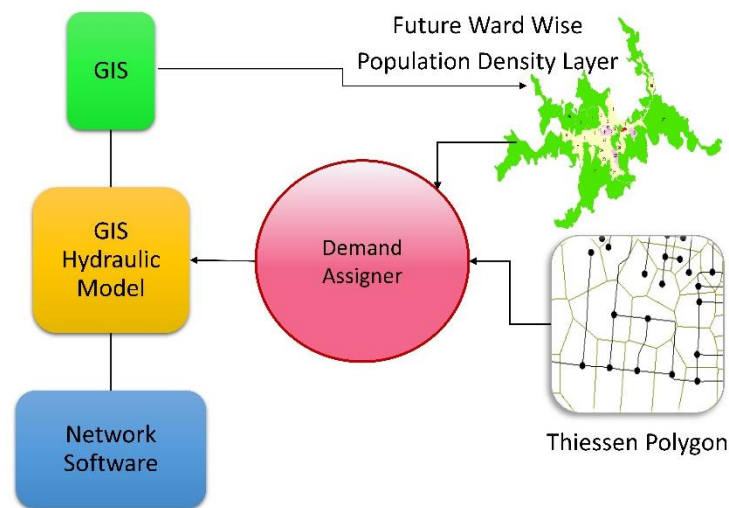 GIS
Future Ward Wise
Population Density Layer
GIS
Hydraulic
Model
Demand
Assigner
Network
Software
Thiessen Polygon